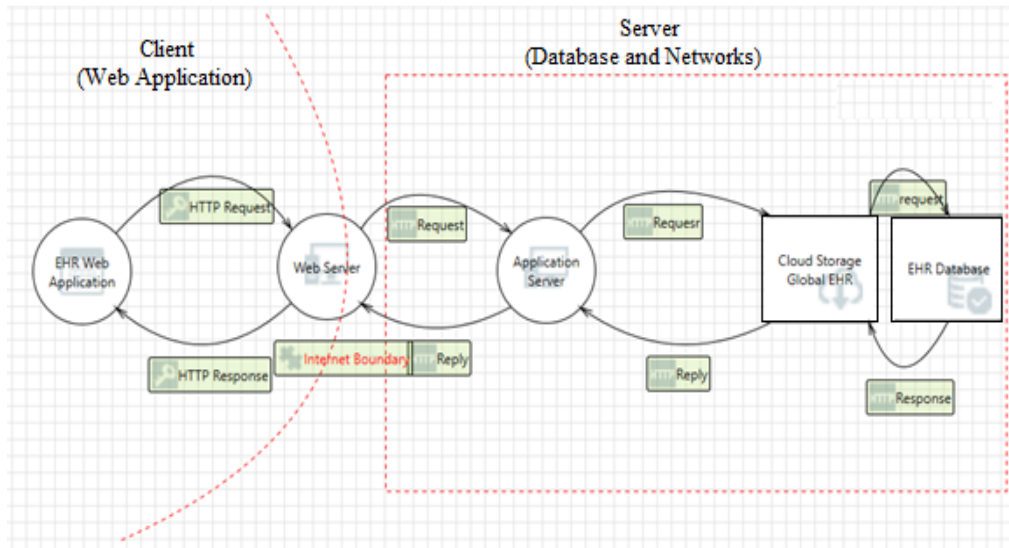 Client
(Web Application)
Server
(Database and Networks)
HTTP Request
Request
Requesr
request
EHR Web
Application
Web Server
Application
Server
Cloud Storage
Global EHR
EHR Database
HTTP Response
Internet Boundary
Reply
Reply
Response